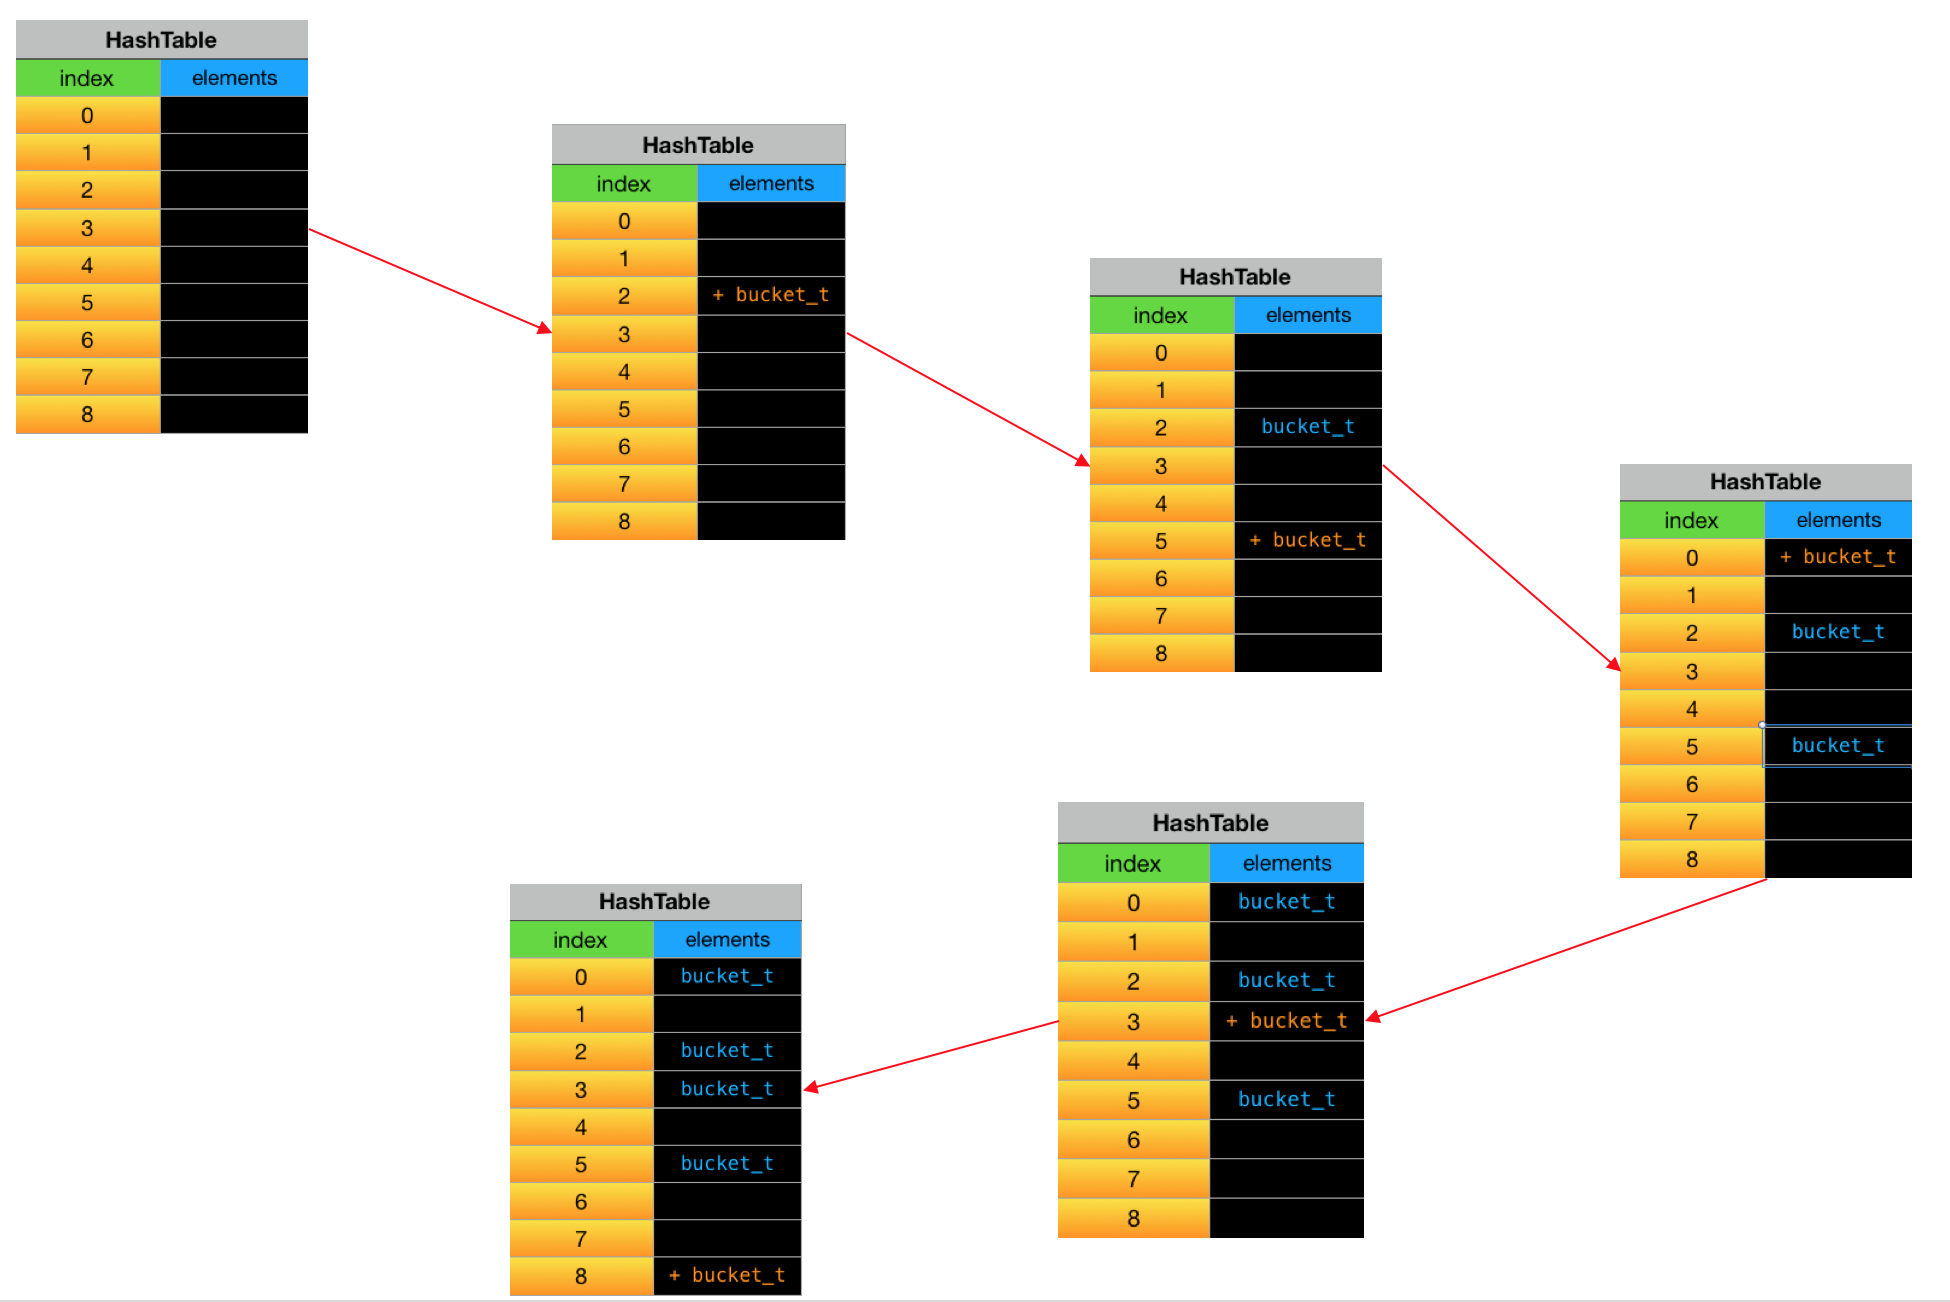 HashTable
index elements
0
1
2
3
4
5
6
7
8
HashTable
index elements
0
1
2 + bucket_t
3
4
5
6
7
8
HashTable
index elements
0
1
2 bucket_t
3
4
5 + bucket_t
6
7
8
HashTable
index elements
0 + bucket_t
1
2 bucket_t
3
4
5 bucket_t
6
7
8
HashTable
index elements
0 bucket_t
1
2 bucket_t
3 + bucket_t
4
5 bucket_t
6
7
8
HashTable
index elements
0 bucket_t
1
2 bucket_t
3 bucket_t
4
5 bucket_t
6
7
8 + bucket_t